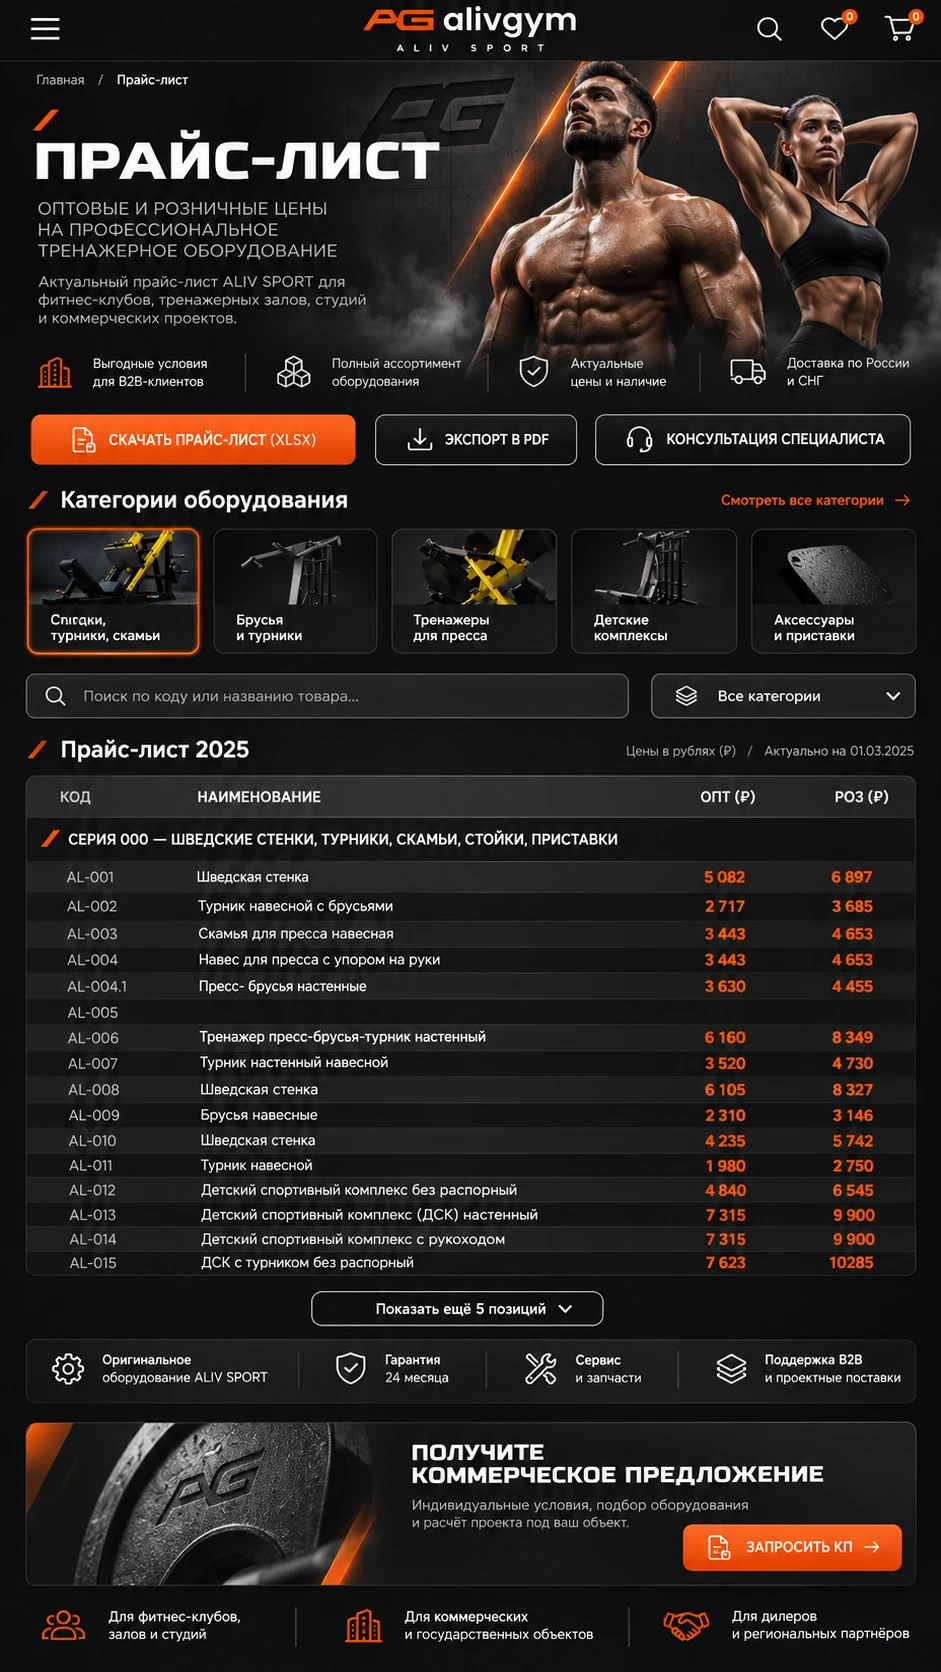 AG alivgym
ALIV SPORT
0
0
Главная / Прайс-лист
AG
ПРАЙС-ЛИСТ
ОПТОВЫЕ И РОЗНИЧНЫЕ ЦЕНЫ
НА ПРОФЕССИОНАЛЬНОЕ
ТРЕНАЖЕРНОЕ ОБОРУДОВАНИЕ
Актуальный прайс-лист ALIV SPORT для
фитнес-клубов, тренажерных залов, студий
и коммерческих проектов.
Выгодные условия
для B2B-клиентов
Полный ассортимент
оборудования
Актуальные
цены и наличие
Доставка по России
и СНГ
СКАЧАТЬ ПРАЙС-ЛИСТ (XLSX)
ЭКСПОРТ В PDF
КОНСУЛЬТАЦИЯ СПЕЦИАЛИСТА
Категории оборудования
Смотреть все категории →
турники, скамьи
Брусья
и турники
Тренажеры
для пресса
Детские
комплексы
Аксессуары
и приставки
Поиск по коду или названию товара...
Все категории
Прайс-лист 2025
Цены в рублях (₽) / Актуально на 01.03.2025
КОД НАИМЕНОВАНИЕ ОПТ (₽) РОЗ (₽)
СЕРИЯ 000 — ШВЕДСКИЕ СТЕНКИ, ТУРНИКИ, СКАМЬИ, СТОЙКИ, ПРИСТАВКИ
AL-001 Шведская стенка 5 082 6 897
AL-002 Турник навесной с брусьями 2 717 3 685
AL-003 Скамья для пресса навесная 3 443 4 653
AL-004 Навес для пресса с упором на руки 3 443 4 653
AL-004.1 Пресс- брусья настенные 3 630 4 455
AL-005
AL-006 Тренажер пресс-брусья-турник настенный 6 160 8 349
AL-007 Турник настенный навесной 3 520 4 730
AL-008 Шведская стенка 6 105 8 327
AL-009 Брусья навесные 2 310 3 146
AL-010 Шведская стенка 4 235 5 742
AL-011 Турник навесной 1 980 2 750
AL-012 Детский спортивный комплекс без распорный 4 840 6 545
AL-013 Детский спортивный комплекс (ДСК) настенный 7 315 9 900
AL-014 Детский спортивный комплекс с рукоходом 7 315 9 900
AL-015 ДСК с турником без распорный 7 623 10285
Показать ещё 5 позиций
Оригинальное
оборудование ALIV SPORT
Гарантия
24 месяца
Сервис
и запчасти
Поддержка B2B
и проектные поставки
AG
ПОЛУЧИТЕ
КОММЕРЧЕСКОЕ ПРЕДЛОЖЕНИЕ
Индивидуальные условия, подбор оборудования
и расчёт проекта под ваш объект.
ЗАПРОСИТЬ КП →
Для фитнес-клубов,
залов и студий
Для коммерческих
и государственных объектов
Для дилеров
и региональных партнёров